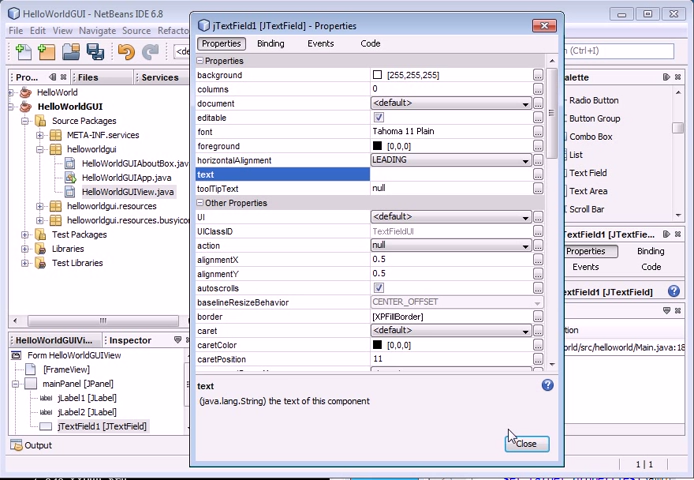 HelloWorldGUI - NetBeans IDE 6.8
File Edit View Navigate Source Refacto
jTextField1 [JTextField] - Properties
Properties Binding Events Code
Properties
background [255,255,255]
columns 0
document <default>
editable
font Tahoma 11 Plain
foreground [0,0,0]
horizontalAlignment LEADING
text
toolTipText null
Other Properties
UI <default>
UIClassID TextFieldUI
action null
alignmentX 0.5
alignmentY 0.5
autoscrolls
baselineResizeBehavior CENTER_OFFSET
border [XPFillBorder]
caret <default>
caretColor [0,0,0]
caretPosition 11
text
(java.lang.String) the text of this component
Close
Pro... Files Services
HelloWorld
HelloWorldGUI
Source Packages
META-INF.services
helloworldgui
HelloWorldGUIAboutBox.jav
HelloWorldGUIApp.java
HelloWorldGUIView.java
helloworldgui.resources
helloworldgui.resources.busyicon
Test Packages
Libraries
Test Libraries
HelloWorldGUIVi... Inspector
Form HelloWorldGUIView
[FrameView]
mainPanel [JPanel]
jLabel1 [JLabel]
jLabel2 [JLabel]
jTextField1 [JTextField]
Output
(Ctrl+I)
alette
Radio Button
Button Group
Combo Box
List
Text Field
Text Area
Scroll Bar
TextField1 [JTextFie...
Properties Binding
Events Code
TextField1 [JTextField]
tion
orld/src/helloworld/Main.java:18
1 | 1